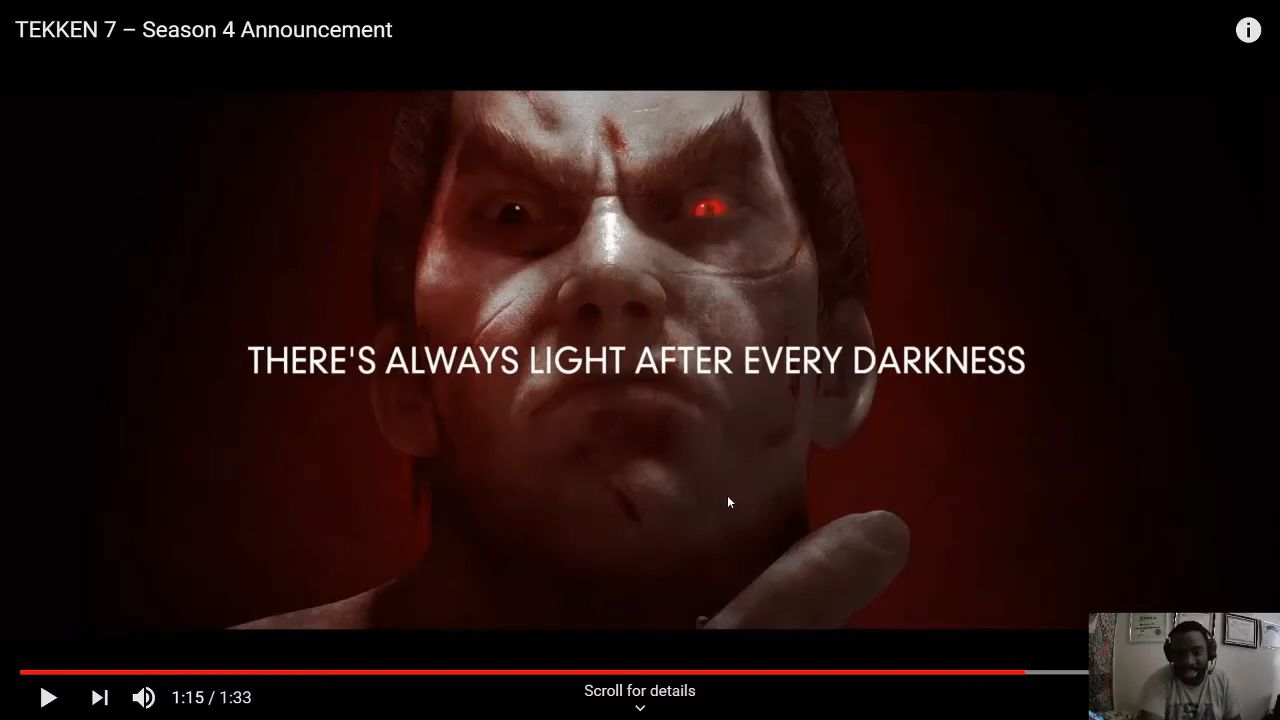 TEKKEN 7 – Season 4 Announcement
THERE'S ALWAYS LIGHT AFTER EVERY DARKNESS
1:15 / 1:33
Scroll for details